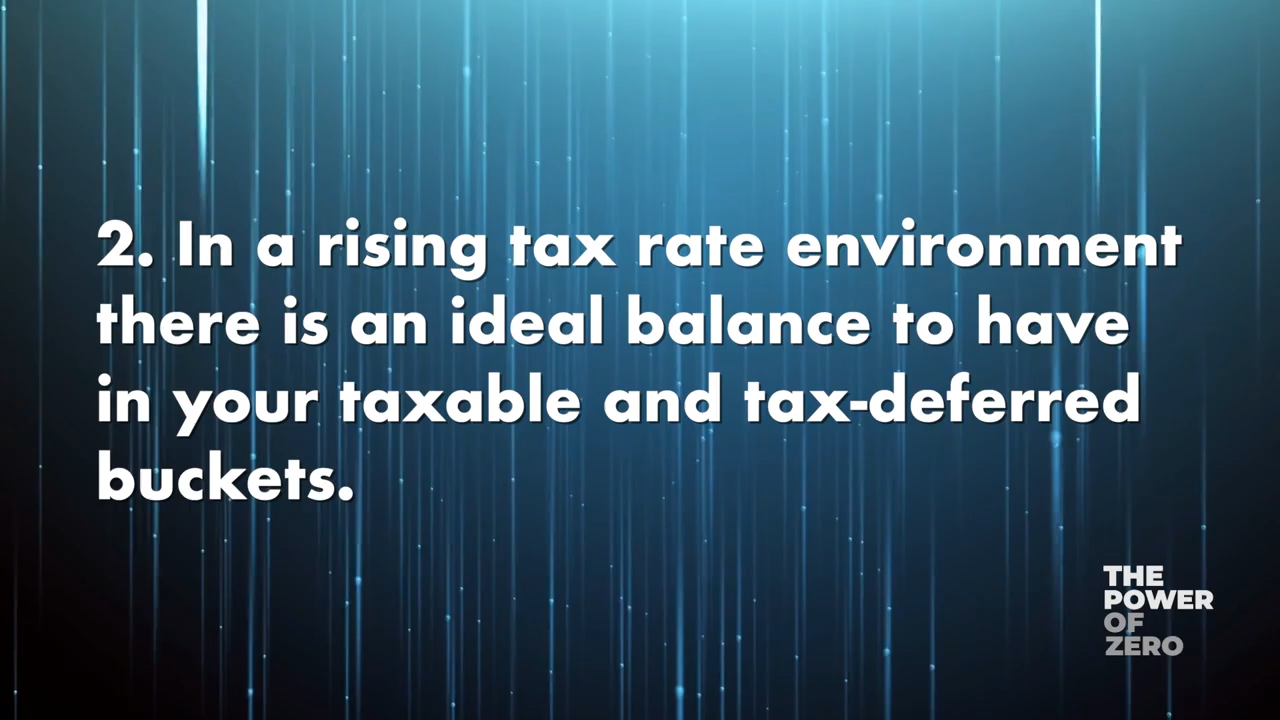 2. In a rising tax rate environment
there is an ideal balance to have
in your taxable and tax-deferred
buckets.
THE
POWER
OF
ZERO